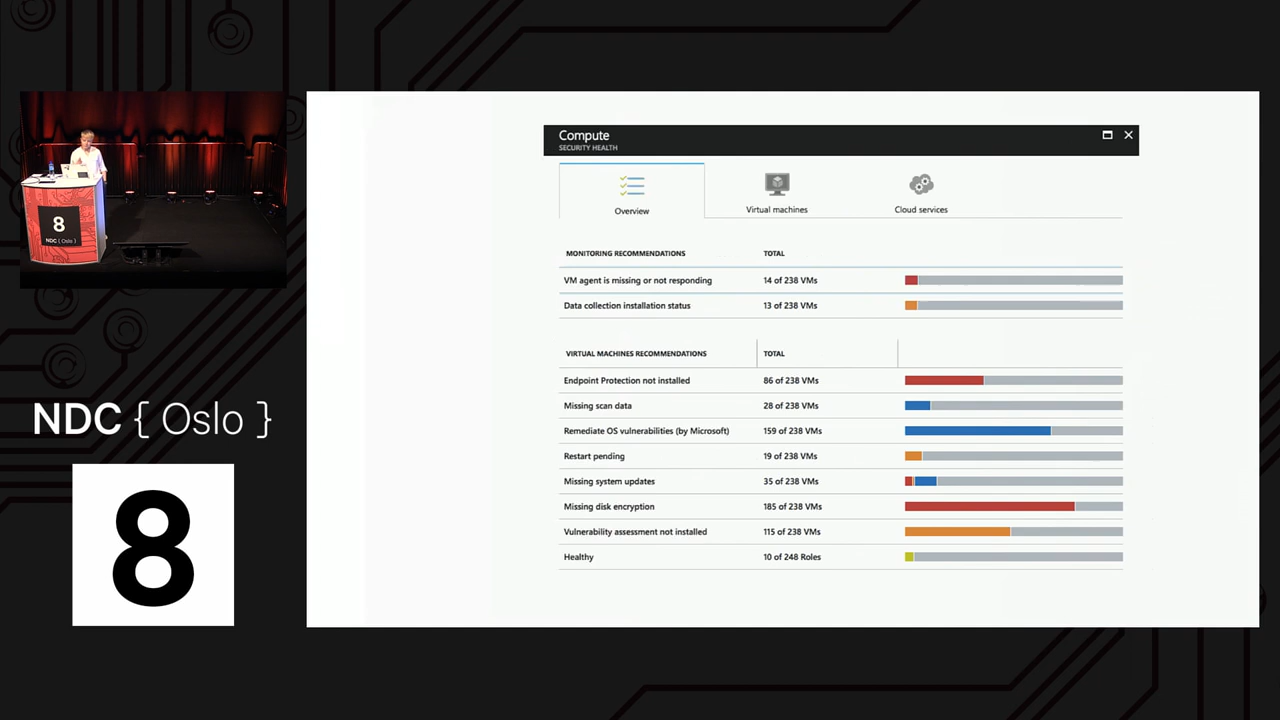 8
NDC { Oslo }
NDC { Oslo }
8
Compute
SECURITY HEALTH
Overview
Virtual machines
Cloud services
MONITORING RECOMMENDATIONS TOTAL
VM agent is missing or not responding 14 of 238 VMs
Data collection installation status 13 of 238 VMs
VIRTUAL MACHINES RECOMMENDATIONS TOTAL
Endpoint Protection not installed 86 of 238 VMs
Missing scan data 28 of 238 VMs
Remediate OS vulnerabilities (by Microsoft) 159 of 238 VMs
Restart pending 19 of 238 VMs
Missing system updates 35 of 238 VMs
Missing disk encryption 185 of 238 VMs
Vulnerability assessment not installed 115 of 238 VMs
Healthy 10 of 248 Roles